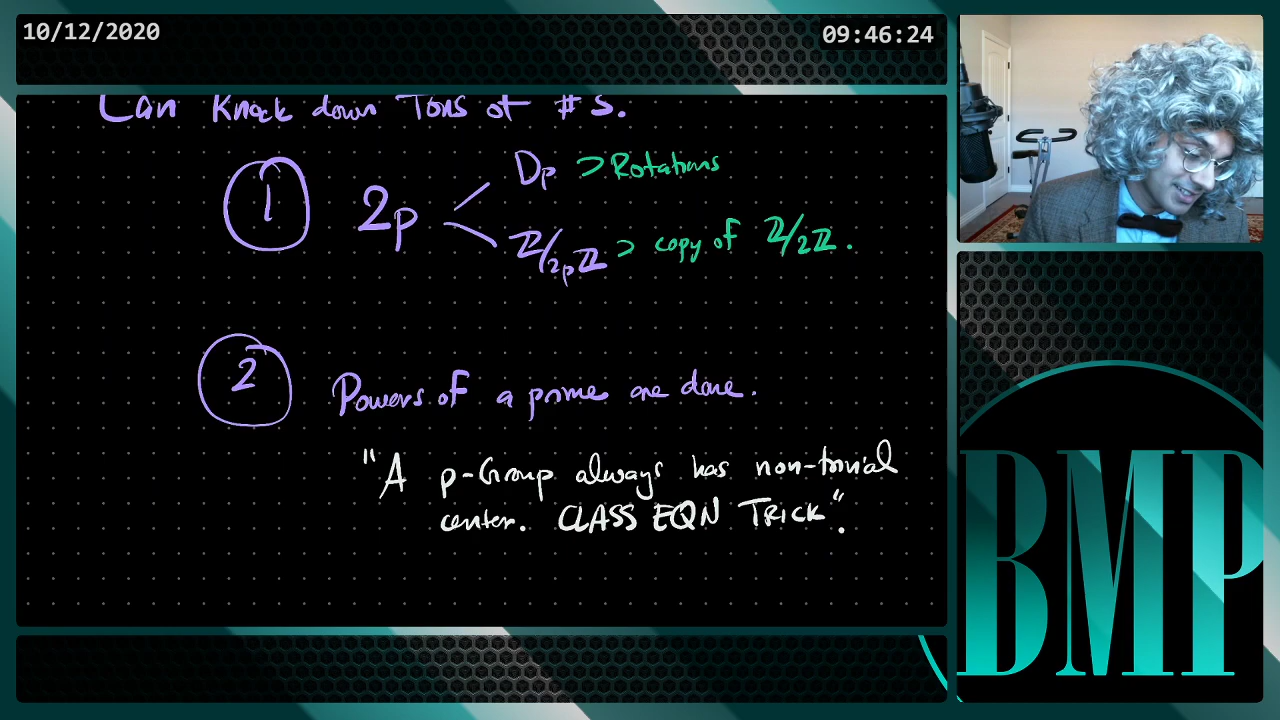 10/12/2020
09:46:24
Can Knock down Tons of #s.
1 2p Dp > Rotations
ℤ/2pℤ > copy of ℤ/2ℤ.
2 Powers of a prime are done.
"A p-Group always has non-trivial
center. CLASS EQN TRICK".
BMP